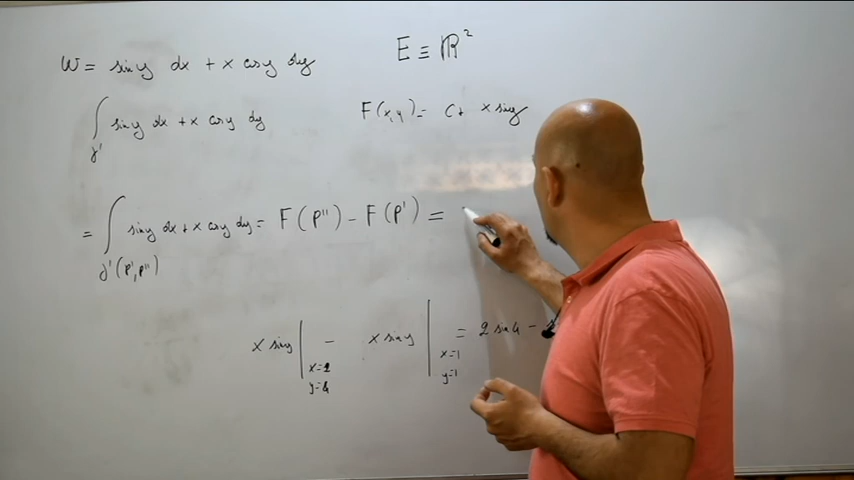 ω = sin y dx + x cos y dy
E ≡ ℝ²
∫γ' sin y dx + x cos y dy
F(x,y) = C + x sin y
= ∫γ'(P',P'') sin y dx + x cos y dy = F(P'') − F(P') =
x sin y | x=2 y=4 − x sin y | x=1 y=1 = 2 sin 4 −